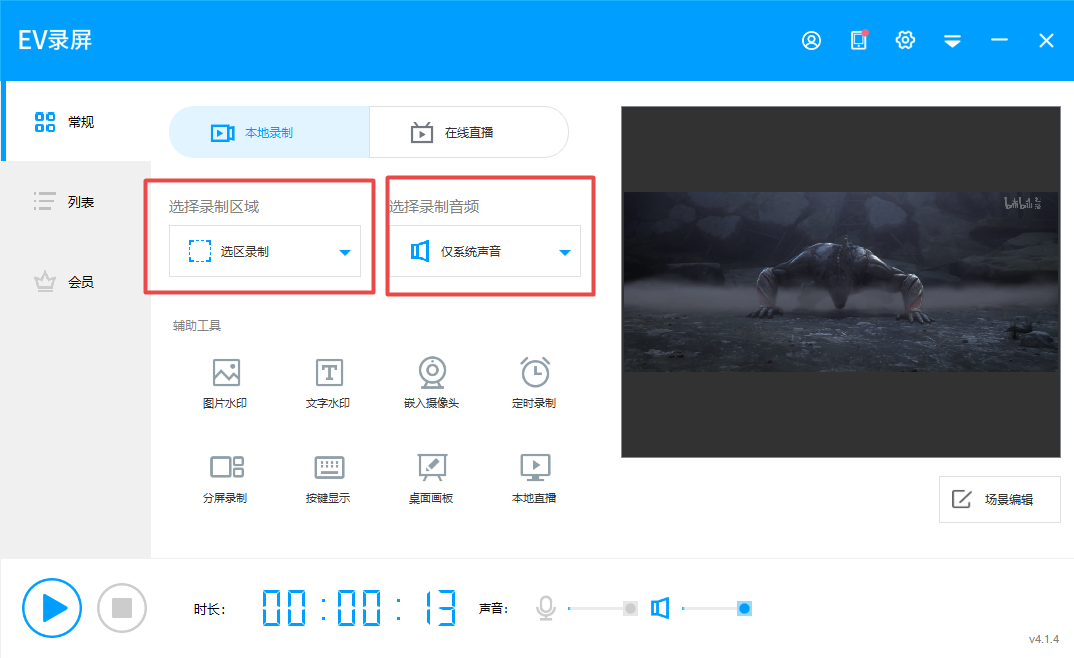 EV录屏
常规
列表
会员
本地录制
在线直播
选择录制区域
选择录制音频
选区录制
仅系统声音
辅助工具
图片水印
文字水印
嵌入摄像头
定时录制
分屏录制
按键显示
桌面画板
本地直播
bilibili
场景编辑
时长:
00:00:13
声音:
v4.1.4